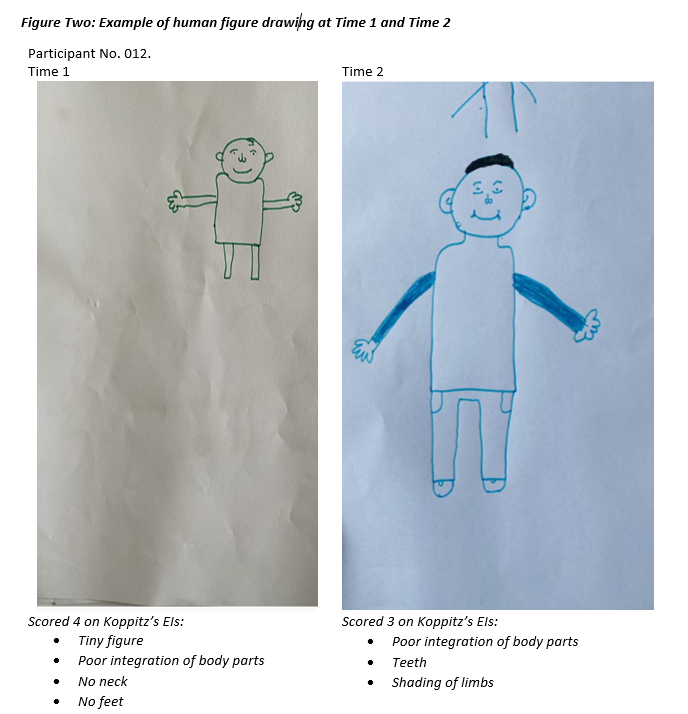 Figure Two: Example of human figure drawing at Time 1 and Time 2
Participant No. 012.
Time 1
Time 2
Scored 4 on Koppitz’s EIs:
• Tiny figure
• Poor integration of body parts
• No neck
• No feet
Scored 3 on Koppitz’s EIs:
• Poor integration of body parts
• Teeth
• Shading of limbs